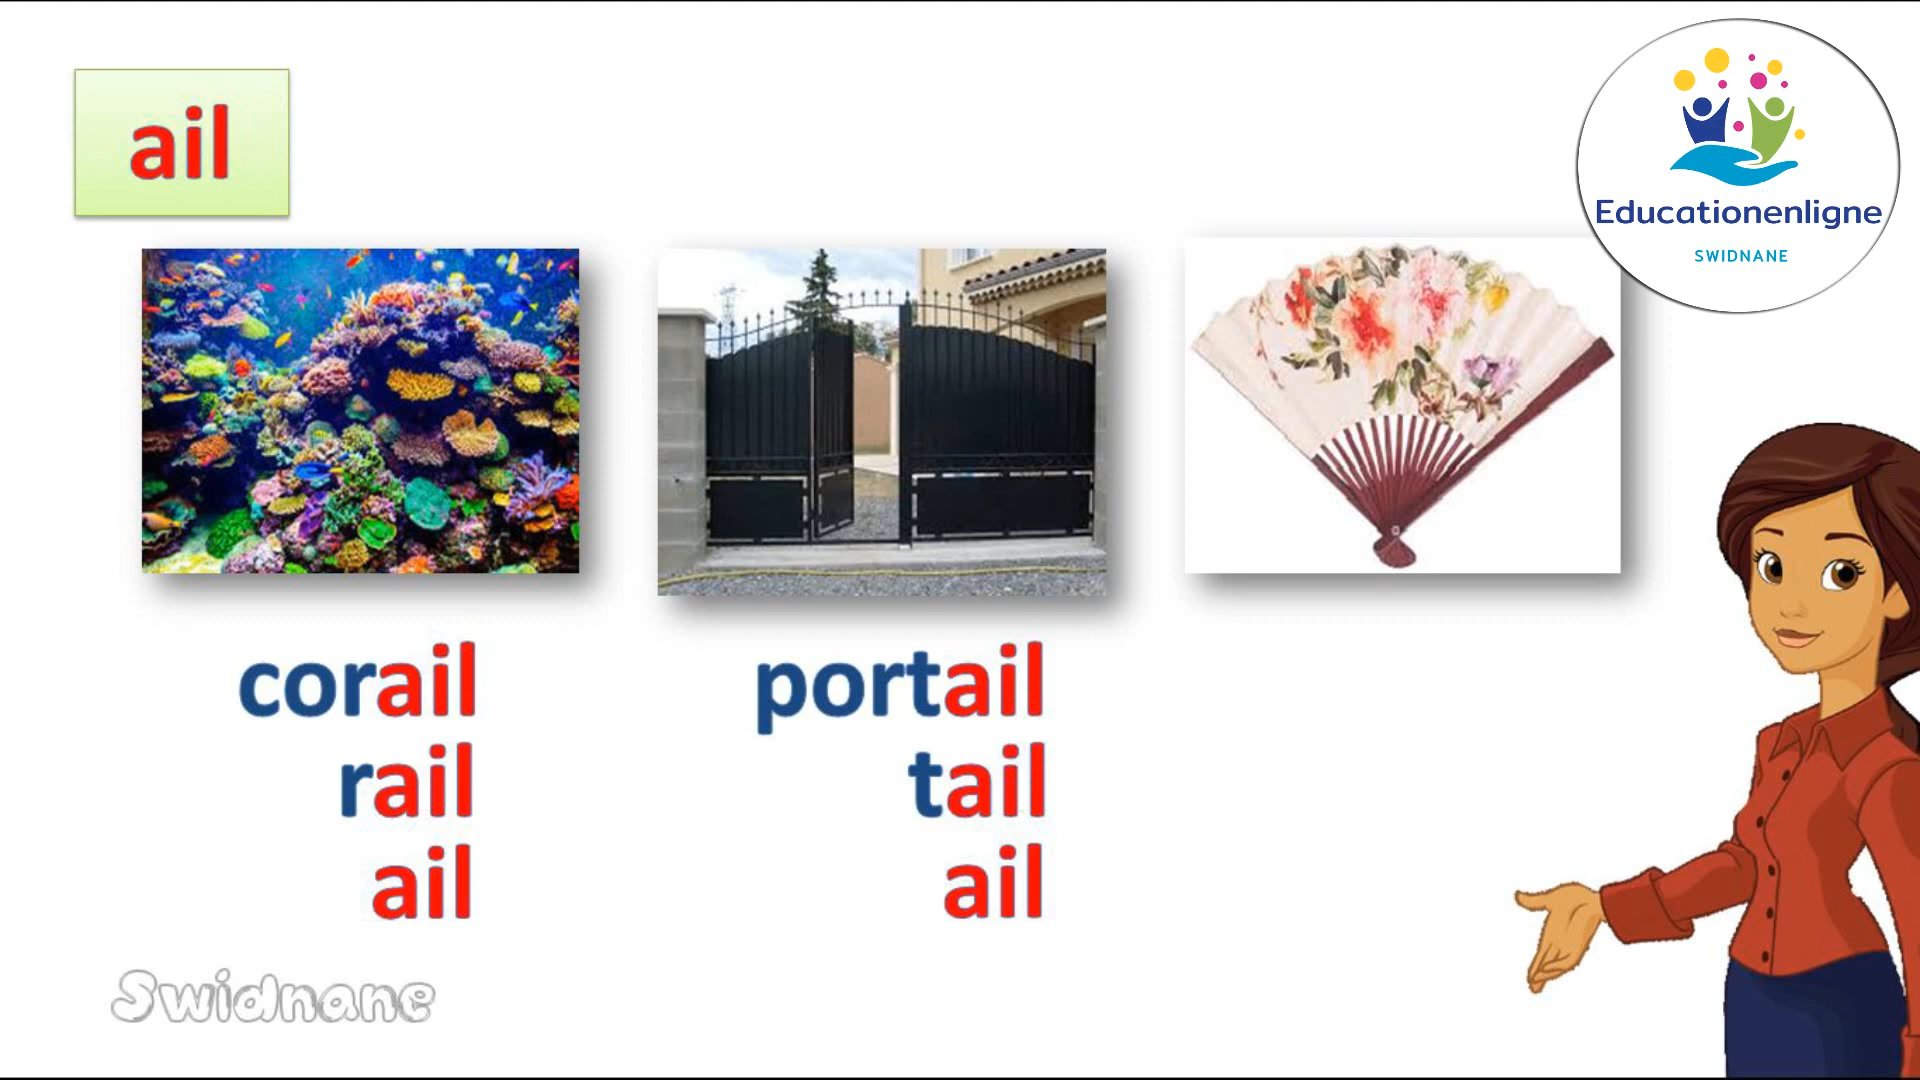 ail
Educationenligne
SWIDNANE
corail
rail
ail
portail
tail
ail
Swidnane